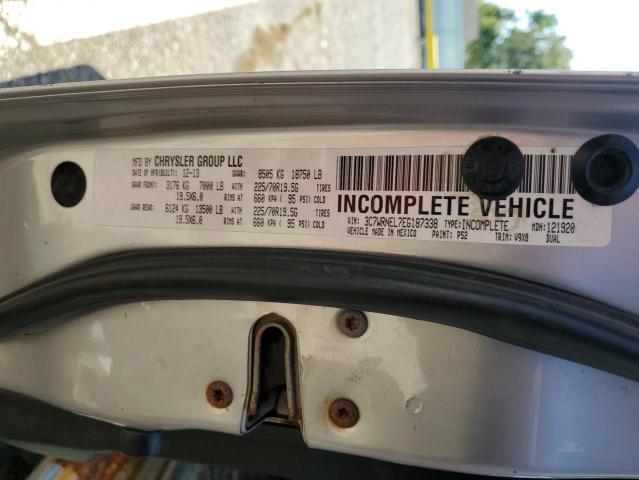 MFD BY CHRYSLER GROUP LLC
DATE OF MFR(BUILT): 12-13 GVWR: 8505 KG 18750 LB
GAWR FRONT: 3176 KG 7000 LB WITH 225/70R19.5G TIRES
19.5X6.0 RIMS AT 660 KPA ( 95 PSI) COLD
GAWR REAR: 6124 KG 13500 LB WITH 225/70R19.5G TIRES
19.5X6.0 RIMS AT 660 KPA ( 95 PSI) COLD
INCOMPLETE VEHICLE
VIN: 3C7WRNEL7EG187338 TYPE:INCOMPLETE MDH:121920
VEHICLE MADE IN MEXICO PAINT: PS2 TRIM: V9X8 DUAL